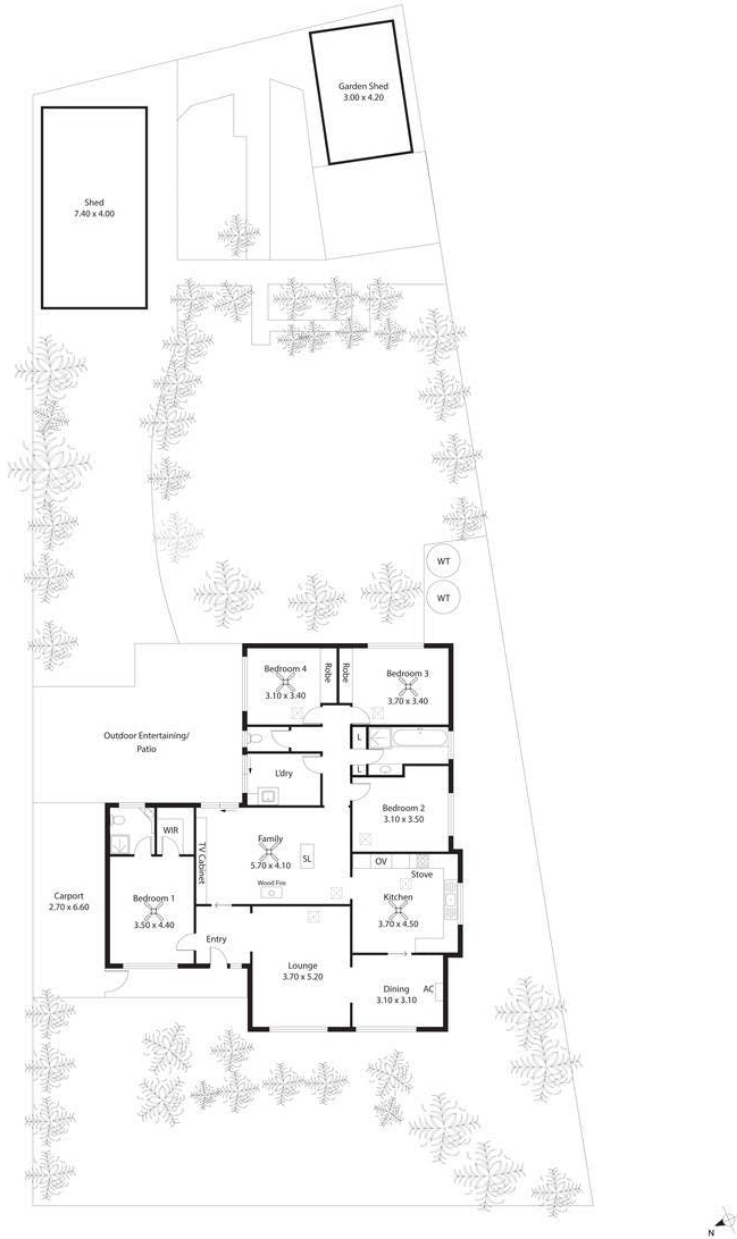 Garden Shed
3.00 x 4.20
Shed
7.40 x 4.00
WT
WT
Bedroom 4
3.10 x 3.40
Robe
Robe
Bedroom 3
3.70 x 3.40
Outdoor Entertaining/
Patio
L
L
L'dry
Bedroom 2
3.10 x 3.50
WIR
TV Cabinet
Family
5.70 x 4.10
SL
Wood Fire
OV
Stove
Kitchen
3.70 x 4.50
Carport
2.70 x 6.60
Bedroom 1
3.50 x 4.40
Entry
Lounge
3.70 x 5.20
Dining
3.10 x 3.10
AC
N